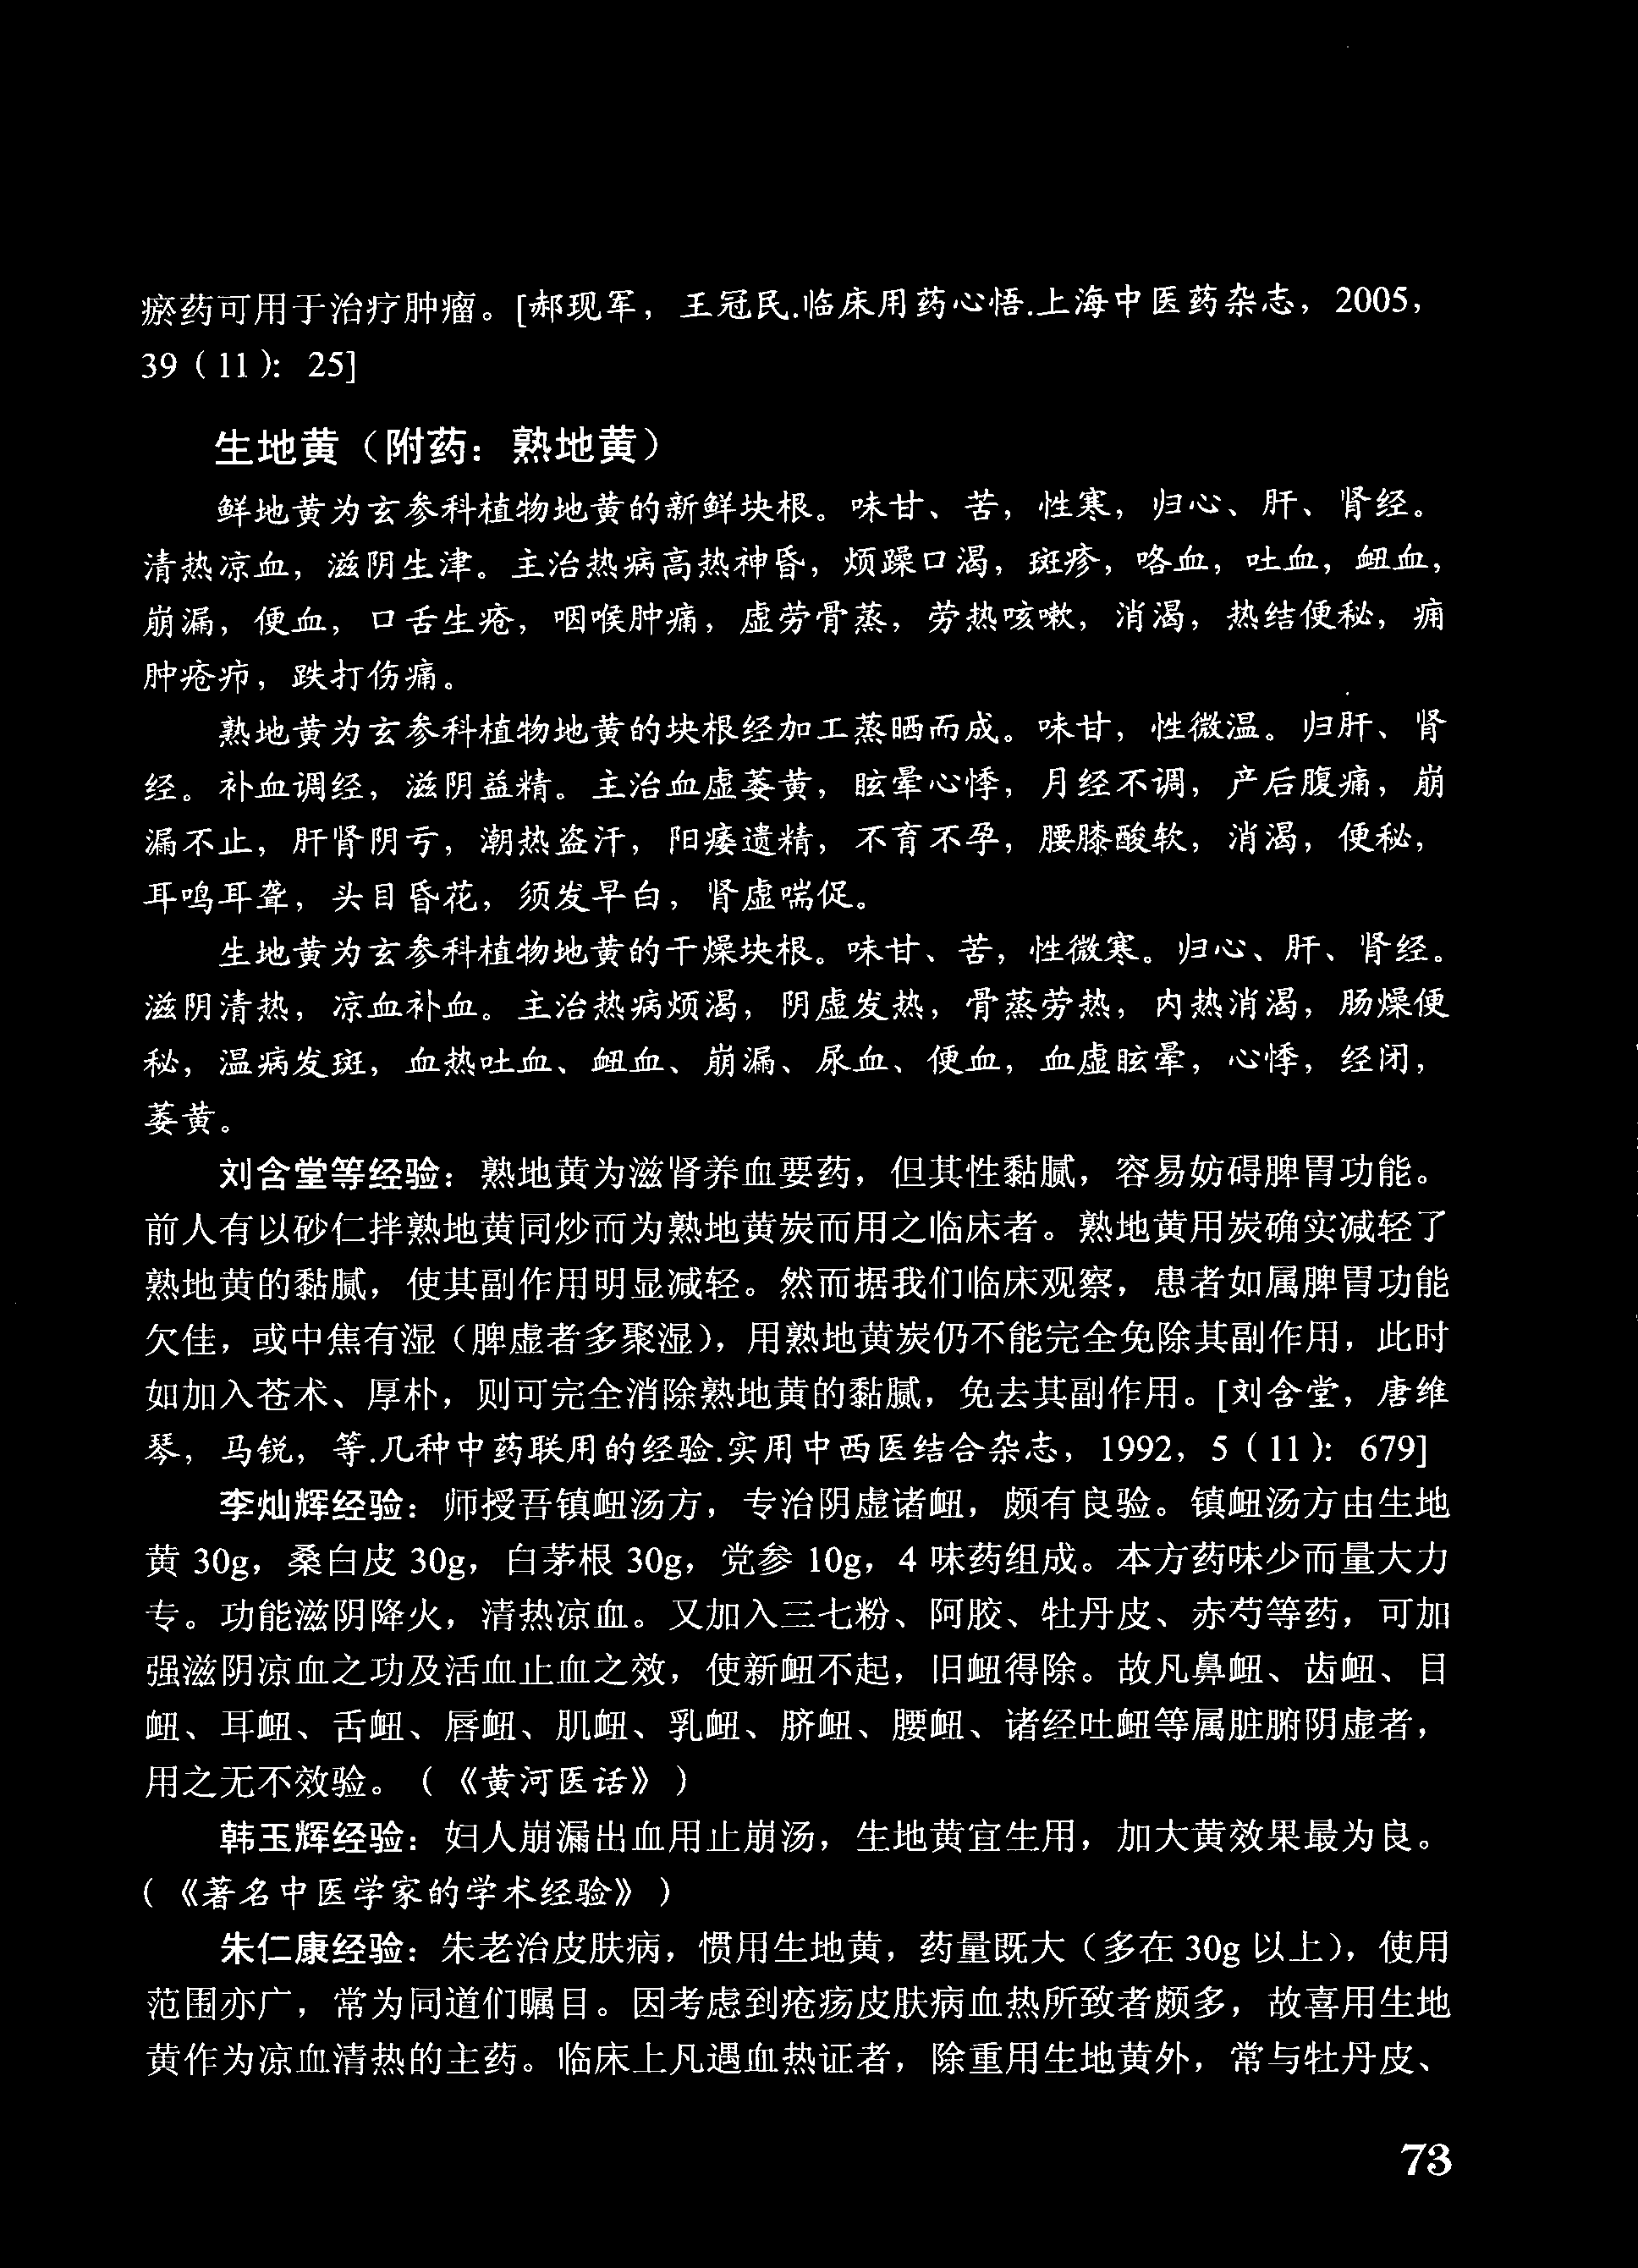 瘀药可用于治疗肿瘤。[郝现军，王冠民.临床用药心悟.上海中医药杂志，2005，
39（11）：25]
生地黄（附药：熟地黄）
鲜地黄为玄参科植物地黄的新鲜块根。味甘、苦，性寒，归心、肝、肾经。
清热凉血，滋阴生津。主治热病高热神昏，烦躁口渴，斑疹，咯血，吐血，衄血，
崩漏，便血，口舌生疮，咽喉肿痛，虚劳骨蒸，劳热咳嗽，消渴，热结便秘，痈
肿疮疖，跌打伤痛。
熟地黄为玄参科植物地黄的块根经加工蒸晒而成。味甘，性微温。归肝、肾
经。补血调经，滋阴益精。主治血虚萎黄，眩晕心悸，月经不调，产后腹痛，崩
漏不止，肝肾阴亏，潮热盗汗，阳痿遗精，不育不孕，腰膝酸软，消渴，便秘，
耳鸣耳聋，头目昏花，须发早白，肾虚喘促。
生地黄为玄参科植物地黄的干燥块根。味甘、苦，性微寒。归心、肝、肾经。
滋阴清热，凉血补血。主治热病烦渴，阴虚发热，骨蒸劳热，内热消渴，肠燥便
秘，温病发斑，血热吐血、衄血、崩漏、尿血、便血，血虚眩晕，心悸，经闭，
萎黄。
刘含堂等经验：熟地黄为滋肾养血要药，但其性黏腻，容易妨碍脾胃功能。
前人有以砂仁拌熟地黄同炒而为熟地黄炭而用之临床者。熟地黄用炭确实减轻了
熟地黄的黏腻，使其副作用明显减轻。然而据我们临床观察，患者如属脾胃功能
欠佳，或中焦有湿（脾虚者多聚湿），用熟地黄炭仍不能完全免除其副作用，此时
如加入苍术、厚朴，则可完全消除熟地黄的黏腻，免去其副作用。[刘含堂，唐维
琴，马锐，等.几种中药联用的经验.实用中西医结合杂志，1992，5（11）：679]
李灿辉经验：师授吾镇衄汤方，专治阴虚诸衄，颇有良验。镇衄汤方由生地
黄 30g，桑白皮 30g，白茅根 30g，党参 10g，4 味药组成。本方药味少而量大力
专。功能滋阴降火，清热凉血。又加入三七粉、阿胶、牡丹皮、赤芍等药，可加
强滋阴凉血之功及活血止血之效，使新衄不起，旧衄得除。故凡鼻衄、齿衄、目
衄、耳衄、舌衄、唇衄、肌衄、乳衄、脐衄、腰衄、诸经吐衄等属脏腑阴虚者，
用之无不效验。（《黄河医话》）
韩玉辉经验：妇人崩漏出血用止崩汤，生地黄宜生用，加大黄效果最为良。
（《著名中医学家的学术经验》）
朱仁康经验：朱老治皮肤病，惯用生地黄，药量既大（多在 30g 以上），使用
范围亦广，常为同道们瞩目。因考虑到疮疡皮肤病血热所致者颇多，故喜用生地
黄作为凉血清热的主药。临床上凡遇血热证者，除重用生地黄外，常与牡丹皮、
73